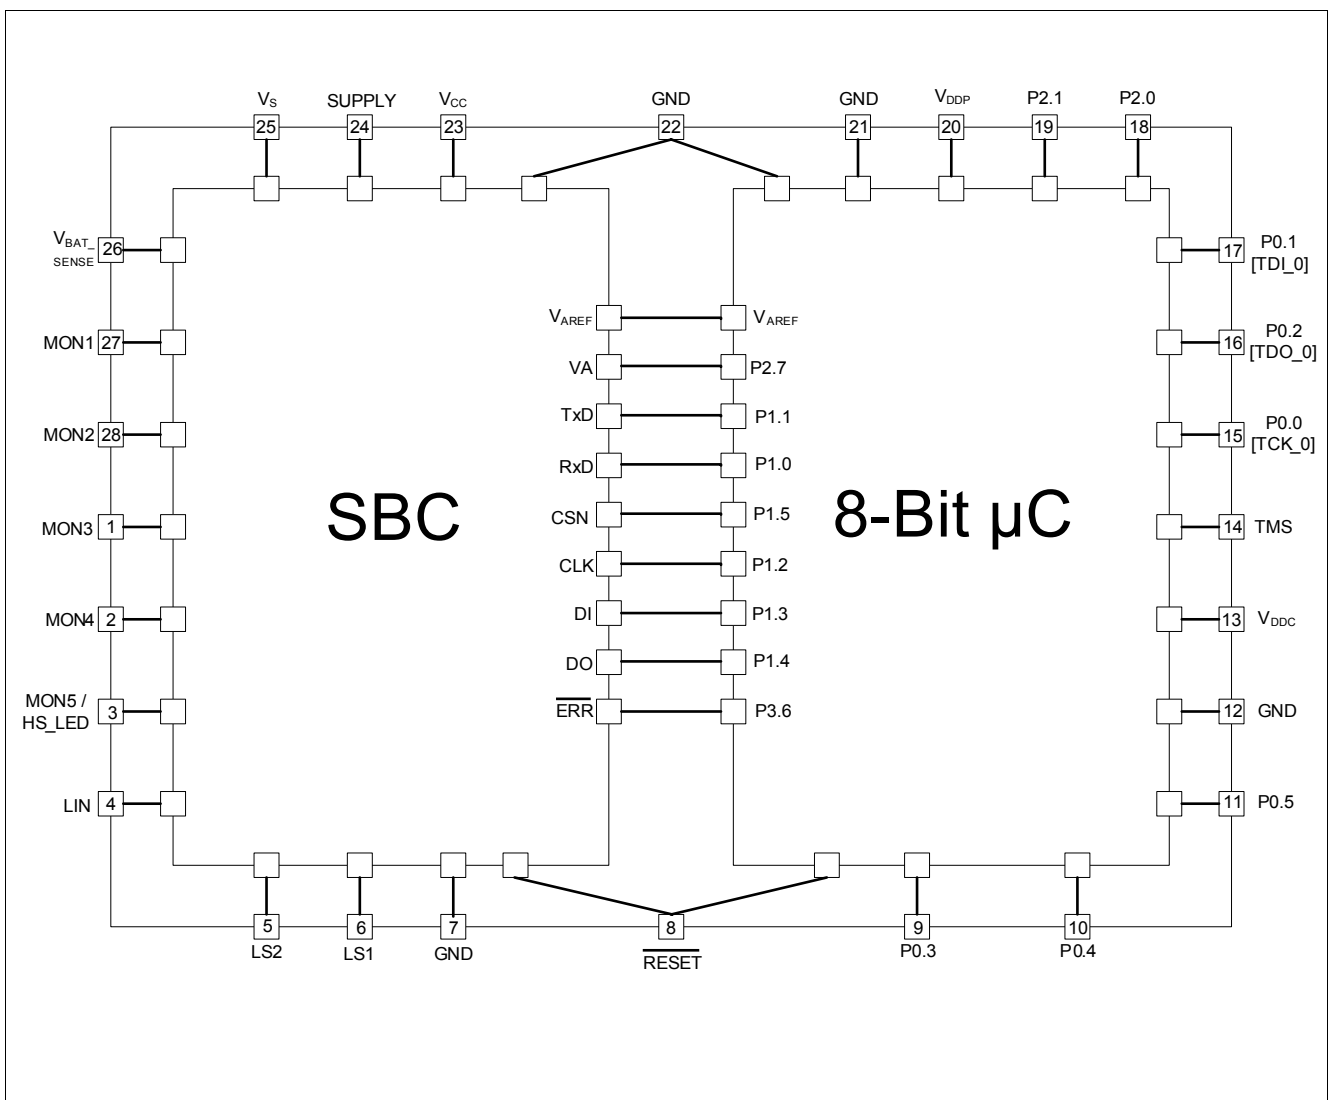 VS SUPPLY VCC GND GND VDDP P2.1 P2.0
25 24 23 22 21 20 19 18
VBAT_
SENSE
26
17
P0.1
[TDI_0]
VAREF VAREF
MON1 27
16
P0.2
[TDO_0]
VA P2.7
TxD P1.1
MON2 28
15
P0.0
[TCK_0]
RxD P1.0
SBC
8-Bit µC
CSN P1.5
MON3 1
14 TMS
CLK P1.2
DI P1.3
MON4 2
13 VDDC
DO P1.4
MON5 /
HS_LED
3
E̅R̅R̅ P3.6
12 GND
LIN 4
11 P0.5
5 6 7 8 9 10
LS2 LS1 GND R̅E̅S̅E̅T̅ P0.3 P0.4